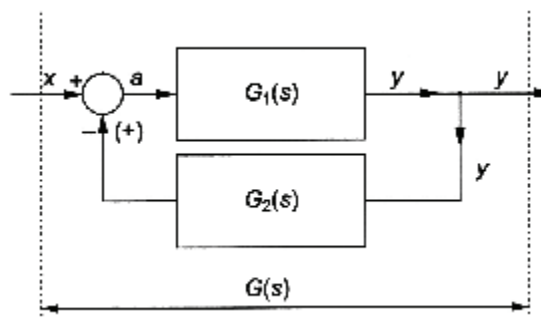 x + a G₁(s) y y
− (+)
y
G₂(s)
G(s)